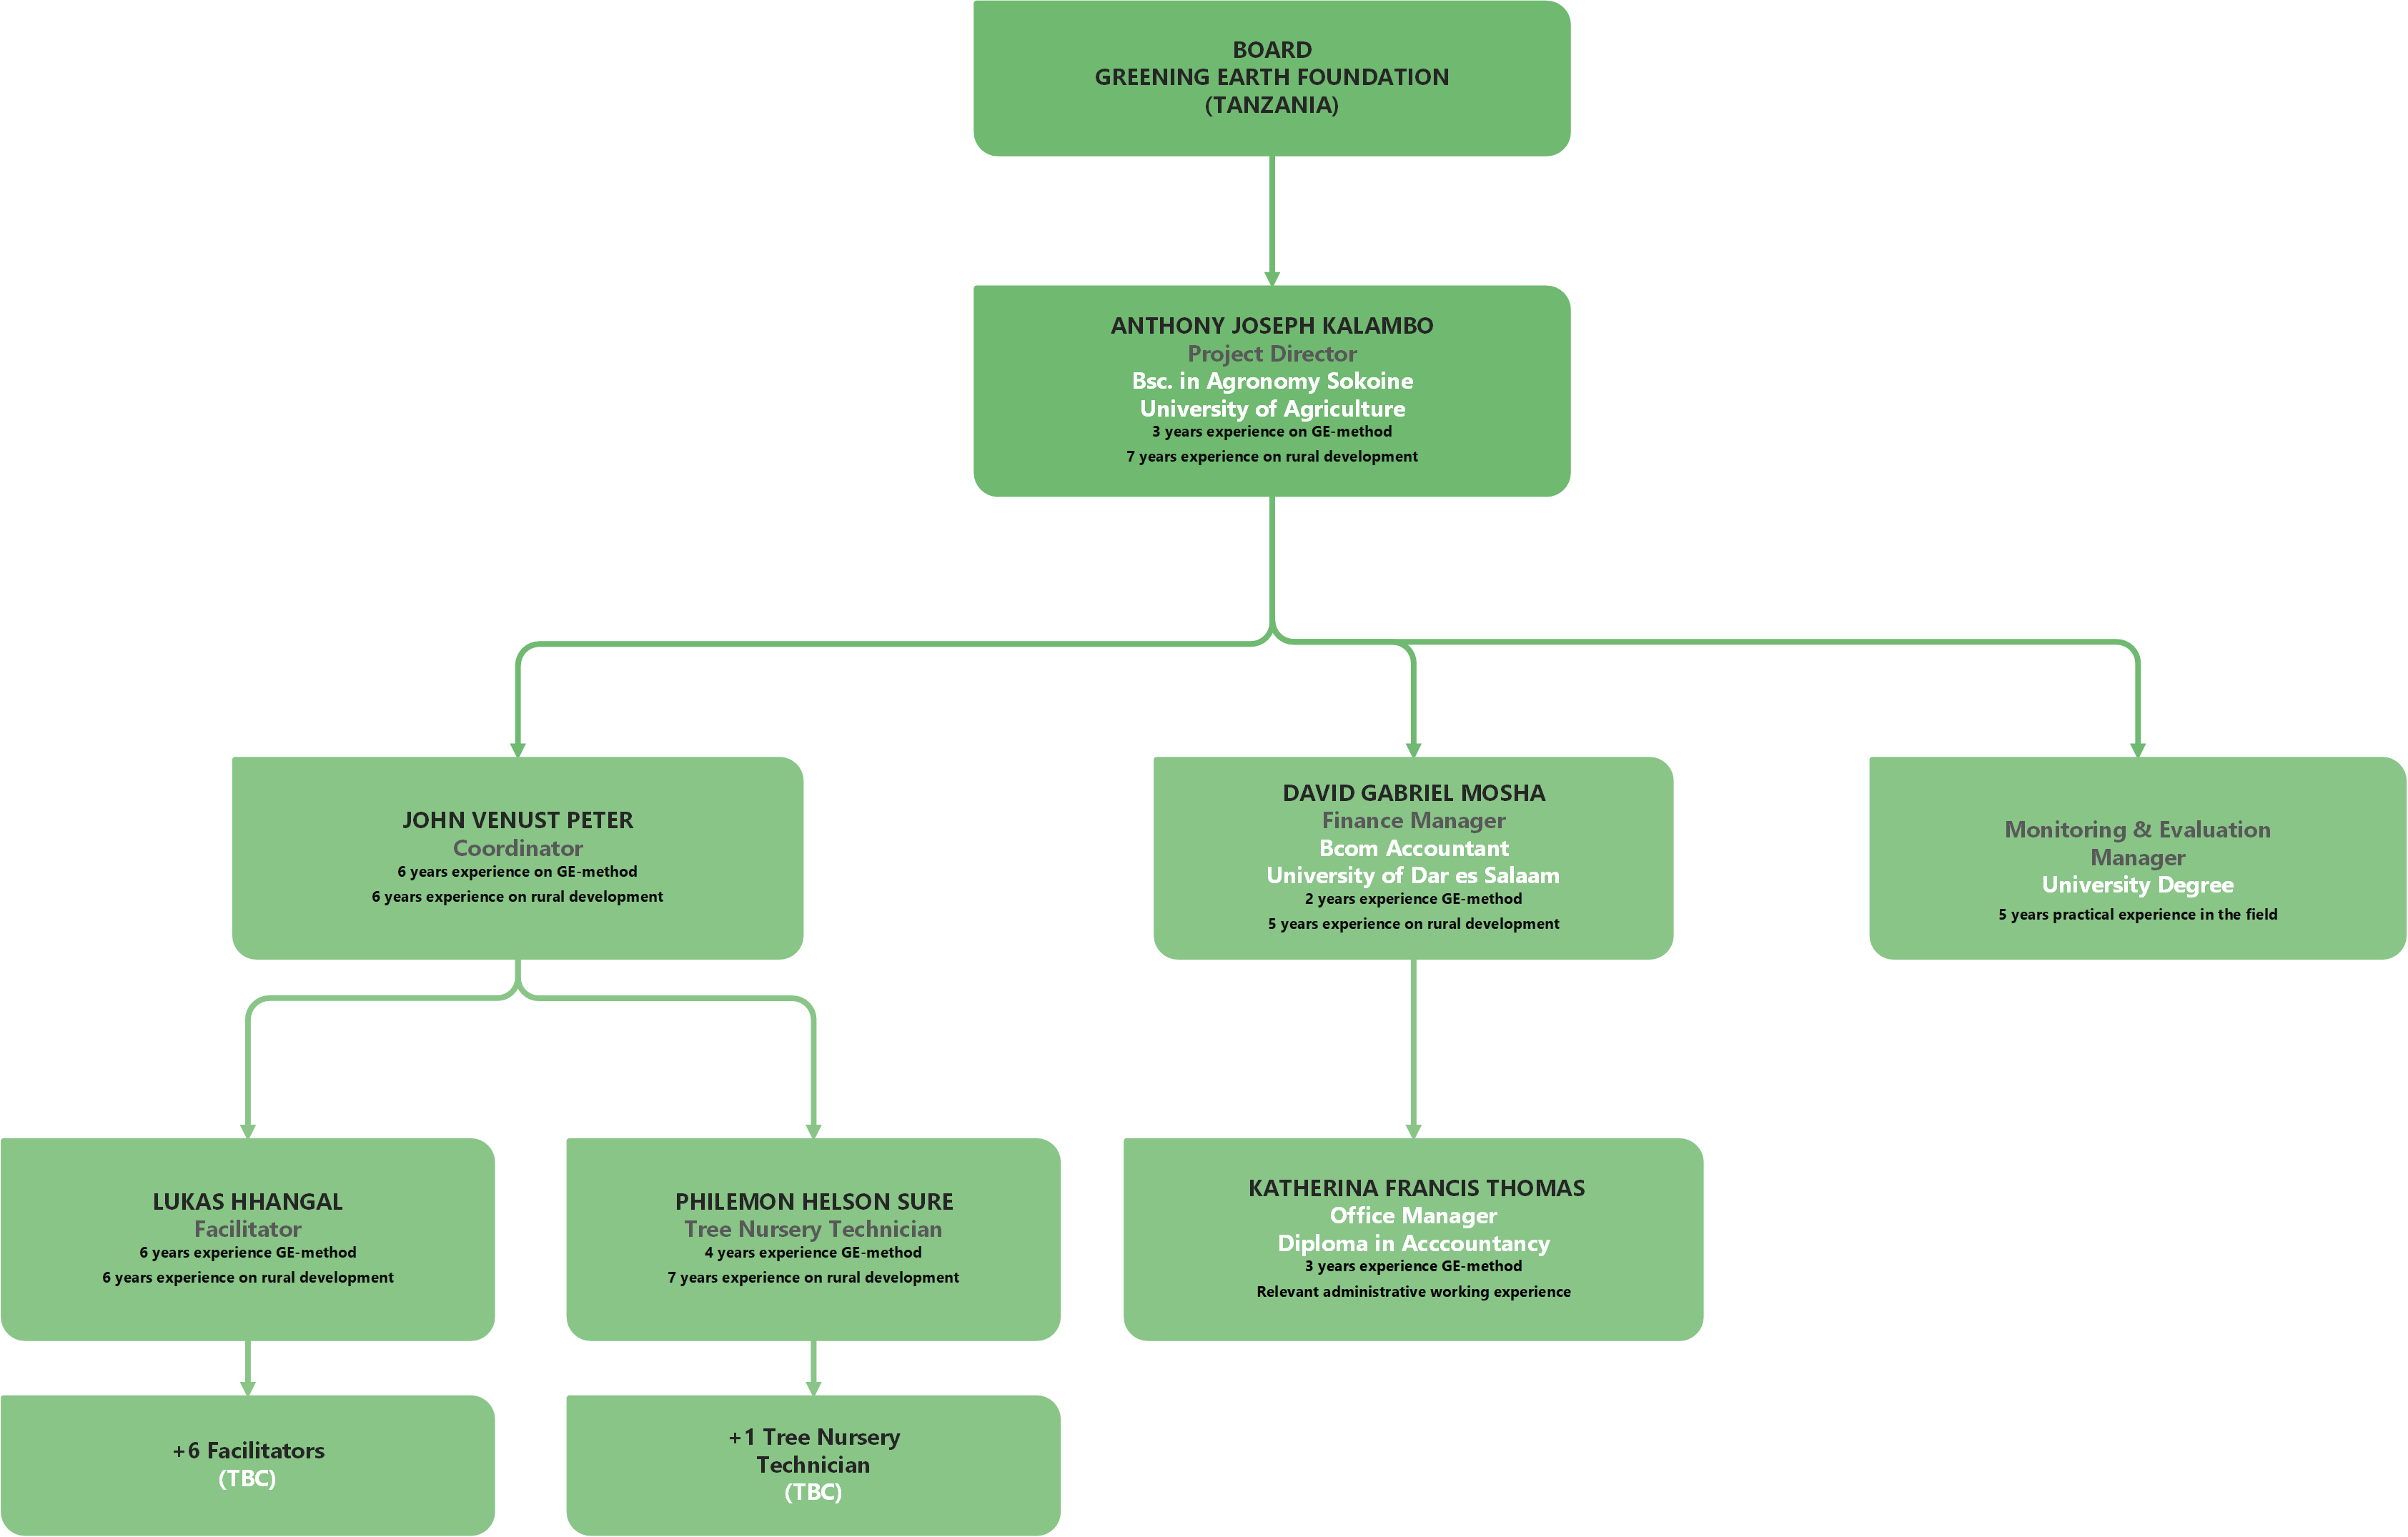 BOARD
GREENING EARTH FOUNDATION
(TANZANIA)
ANTHONY JOSEPH KALAMBO
Project Director
Bsc. in Agronomy Sokoine
University of Agriculture
3 years experience on GE-method
7 years experience on rural development
JOHN VENUST PETER
Coordinator
6 years experience on GE-method
6 years experience on rural development
DAVID GABRIEL MOSHA
Finance Manager
Bcom Accountant
University of Dar es Salaam
2 years experience GE-method
5 years experience on rural development
Monitoring & Evaluation
Manager
University Degree
5 years practical experience in the field
LUKAS HHANGAL
Facilitator
6 years experience GE-method
6 years experience on rural development
PHILEMON HELSON SURE
Tree Nursery Technician
4 years experience GE-method
7 years experience on rural development
KATHERINA FRANCIS THOMAS
Office Manager
Diploma in Acccountancy
3 years experience GE-method
Relevant administrative working experience
+6 Facilitators
(TBC)
+1 Tree Nursery
Technician
(TBC)